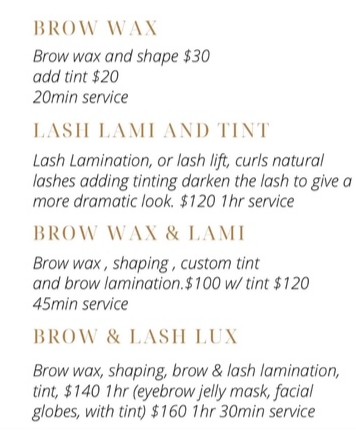 BROW WAX
Brow wax and shape $30
add tint $20
20min service
LASH LAMI AND TINT
Lash Lamination, or lash lift, curls natural
lashes adding tinting darken the lash to give a
more dramatic look. $120 1hr service
BROW WAX & LAMI
Brow wax , shaping , custom tint
and brow lamination.$100 w/ tint $120
45min service
BROW & LASH LUX
Brow wax, shaping, brow & lash lamination,
tint, $140 1hr (eyebrow jelly mask, facial
globes, with tint) $160 1hr 30min service